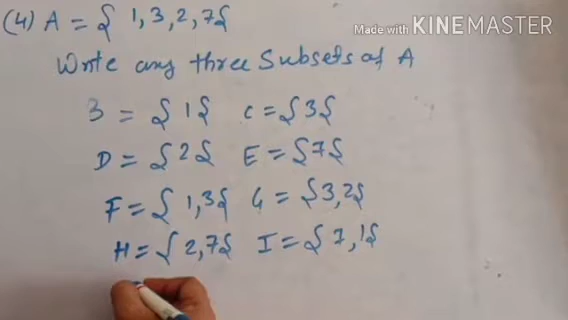 Made with KINEMASTER
(4) A = { 1, 3, 2, 7{
Write any three Subsets of A
B = { 1{ C = {3{
D = { 2 { E = {7{
F = { 1,3{ G = {3,2{
H = { 2,7{ I = { 7,1{